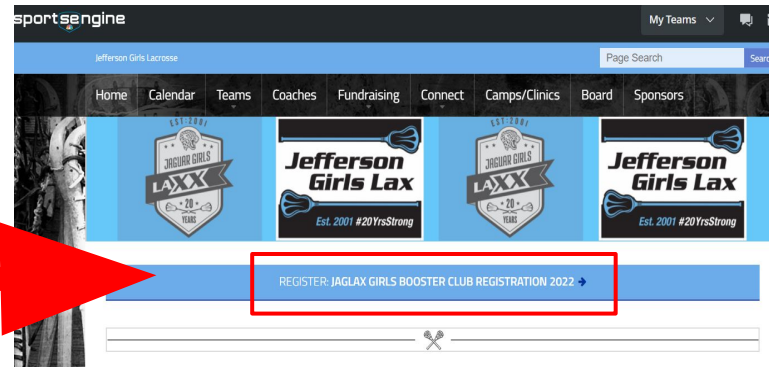 sportsengine
My Teams
Jefferson Girls Lacrosse
Page Search
Searc
Home Calendar Teams Coaches Fundraising Connect Camps/Clinics Board Sponsors
EST:2001
JAGUAR GIRLS
LAXX
20
YEARS
Jefferson
Girls Lax
Est. 2001 #20YrsStrong
EST:2001
JAGUAR GIRLS
LAXX
20
YEARS
Jefferson
Girls Lax
Est. 2001 #20YrsStrong
REGISTER: JAGLAX GIRLS BOOSTER CLUB REGISTRATION 2022